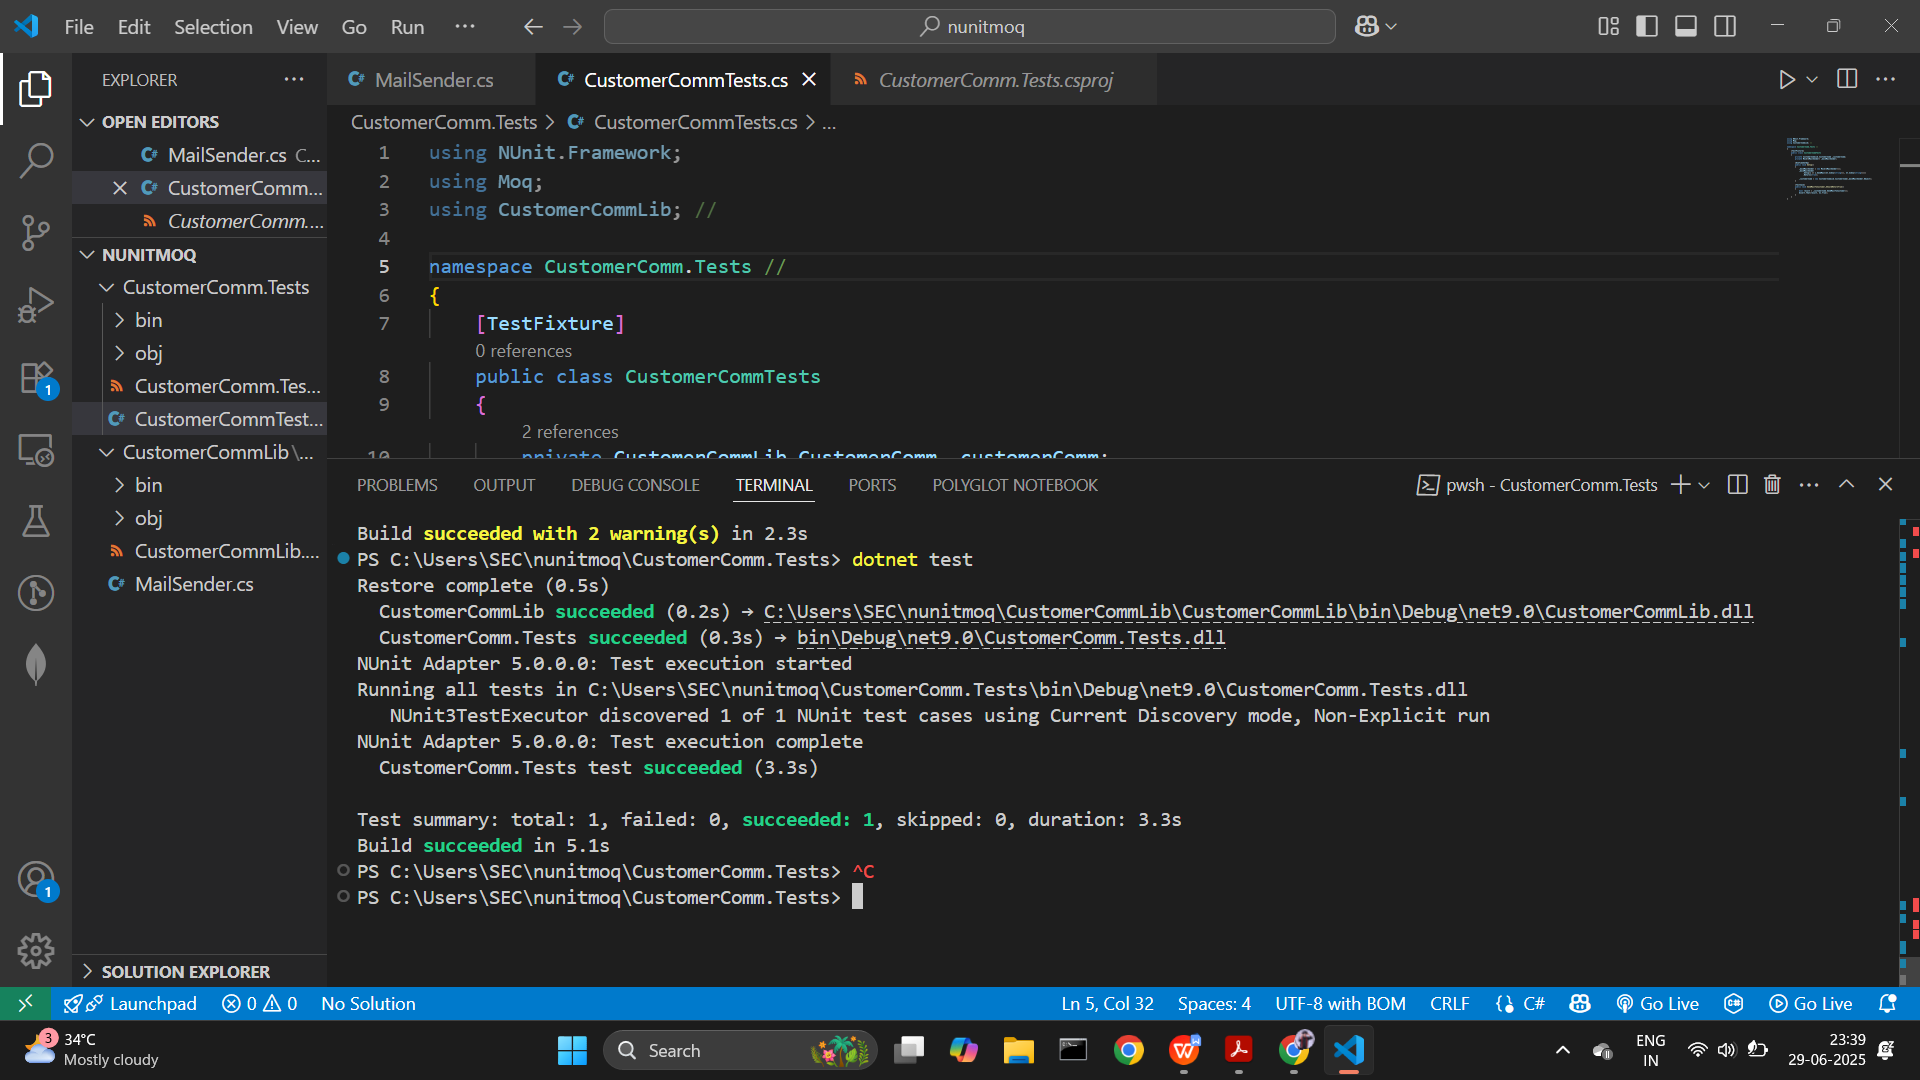 File Edit Selection View Go Run ··· nunitmoq
EXPLORER ···
OPEN EDITORS
MailSender.cs C...
CustomerComm...
CustomerComm....
NUNITMOQ
CustomerComm.Tests
bin
obj
CustomerComm.Tes...
CustomerCommTest...
CustomerCommLib \...
bin
obj
CustomerCommLib....
MailSender.cs
SOLUTION EXPLORER
1
1
MailSender.cs CustomerCommTests.cs CustomerComm.Tests.csproj
CustomerComm.Tests > CustomerCommTests.cs > ...
1 using NUnit.Framework;
2 using Moq;
3 using CustomerCommLib; //
4
5 namespace CustomerComm.Tests //
6 {
7 [TestFixture]
0 references
8 public class CustomerCommTests
9 {
2 references
10 private CustomerCommLib.CustomerComm _customerComm;
PROBLEMS OUTPUT DEBUG CONSOLE TERMINAL PORTS POLYGLOT NOTEBOOK pwsh - CustomerComm.Tests
Build succeeded with 2 warning(s) in 2.3s
PS C:\Users\SEC\nunitmoq\CustomerComm.Tests> dotnet test
Restore complete (0.5s)
CustomerCommLib succeeded (0.2s) → C:\Users\SEC\nunitmoq\CustomerCommLib\CustomerCommLib\bin\Debug\net9.0\CustomerCommLib.dll
CustomerComm.Tests succeeded (0.3s) → bin\Debug\net9.0\CustomerComm.Tests.dll
NUnit Adapter 5.0.0.0: Test execution started
Running all tests in C:\Users\SEC\nunitmoq\CustomerComm.Tests\bin\Debug\net9.0\CustomerComm.Tests.dll
NUnit3TestExecutor discovered 1 of 1 NUnit test cases using Current Discovery mode, Non-Explicit run
NUnit Adapter 5.0.0.0: Test execution complete
CustomerComm.Tests test succeeded (3.3s)
Test summary: total: 1, failed: 0, succeeded: 1, skipped: 0, duration: 3.3s
Build succeeded in 5.1s
PS C:\Users\SEC\nunitmoq\CustomerComm.Tests> ^C
PS C:\Users\SEC\nunitmoq\CustomerComm.Tests>
Launchpad 0 0 No Solution Ln 5, Col 32 Spaces: 4 UTF-8 with BOM CRLF {} C# Go Live Go Live
3 34°C
Mostly cloudy
Search
ENG
IN
23:39
29-06-2025